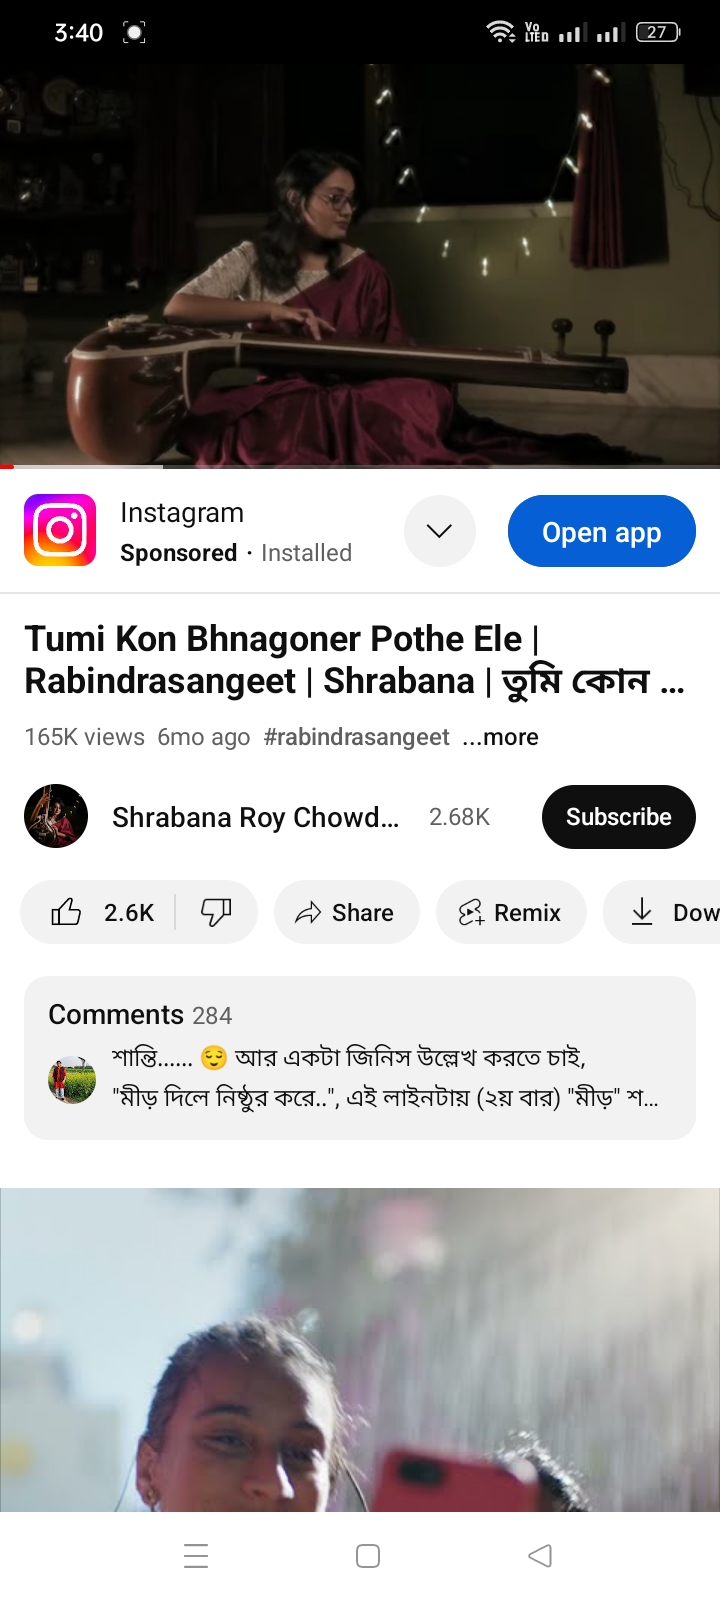 3:40
Vo
LTED
27
Instagram
Sponsored · Installed
Open app
Tumi Kon Bhnagoner Pothe Ele |
Rabindrasangeet | Shrabana | তুমি কোন ...
165K views 6mo ago #rabindrasangeet ...more
Shrabana Roy Chowd... 2.68K
Subscribe
2.6K
Share
Remix
Dow
Comments 284
শান্তি...... 😌 আর একটা জিনিস উল্লেখ করতে চাই,
"মীড় দিলে নিষ্ঠুর করে..", এই লাইনটায় (২য় বার) "মীড়" শ...